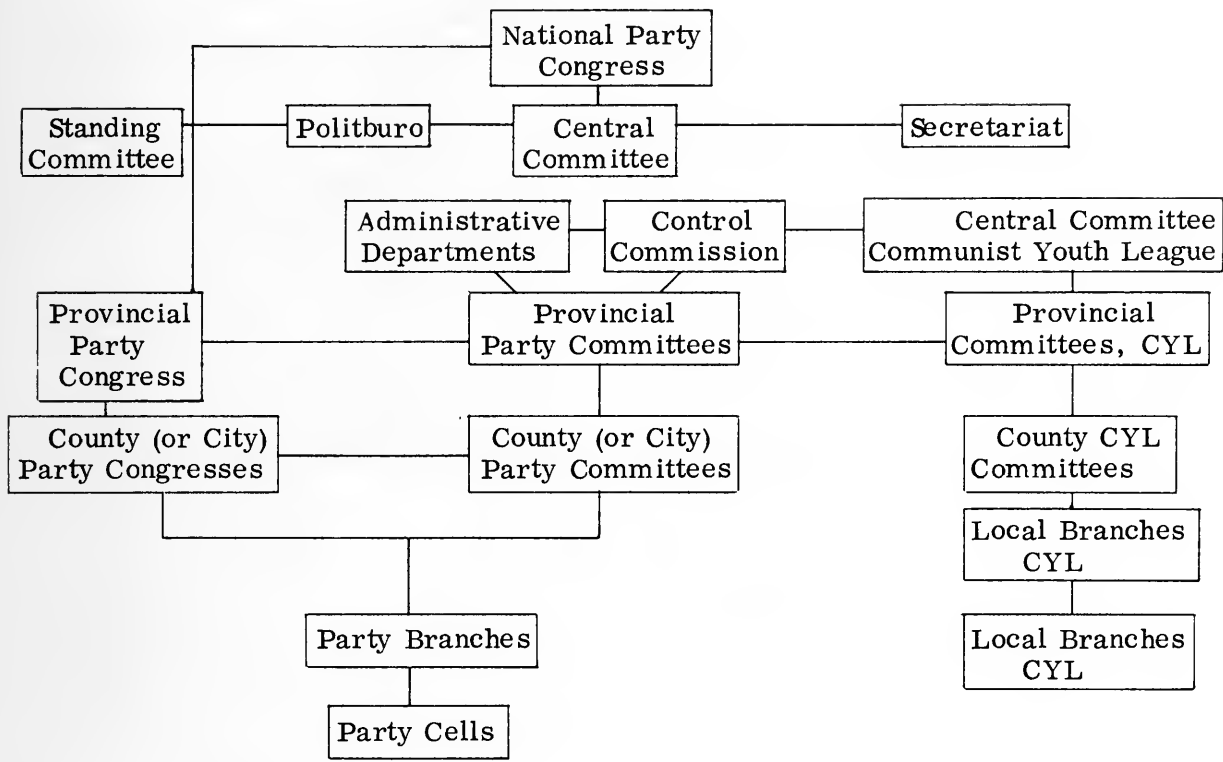 National Party
Congress
Standing
Committee
Politburo
Central
Committee
Secretariat
Administrative
Departments
Control
Commission
Central Committee
Communist Youth League
Provincial
Party
Congress
Provincial
Party Committees
Provincial
Committees, CYL
County (or City)
Party Congresses
County (or City)
Party Committees
County CYL
Committees
Local Branches
CYL
Party Branches
Local Branches
CYL
Party Cells